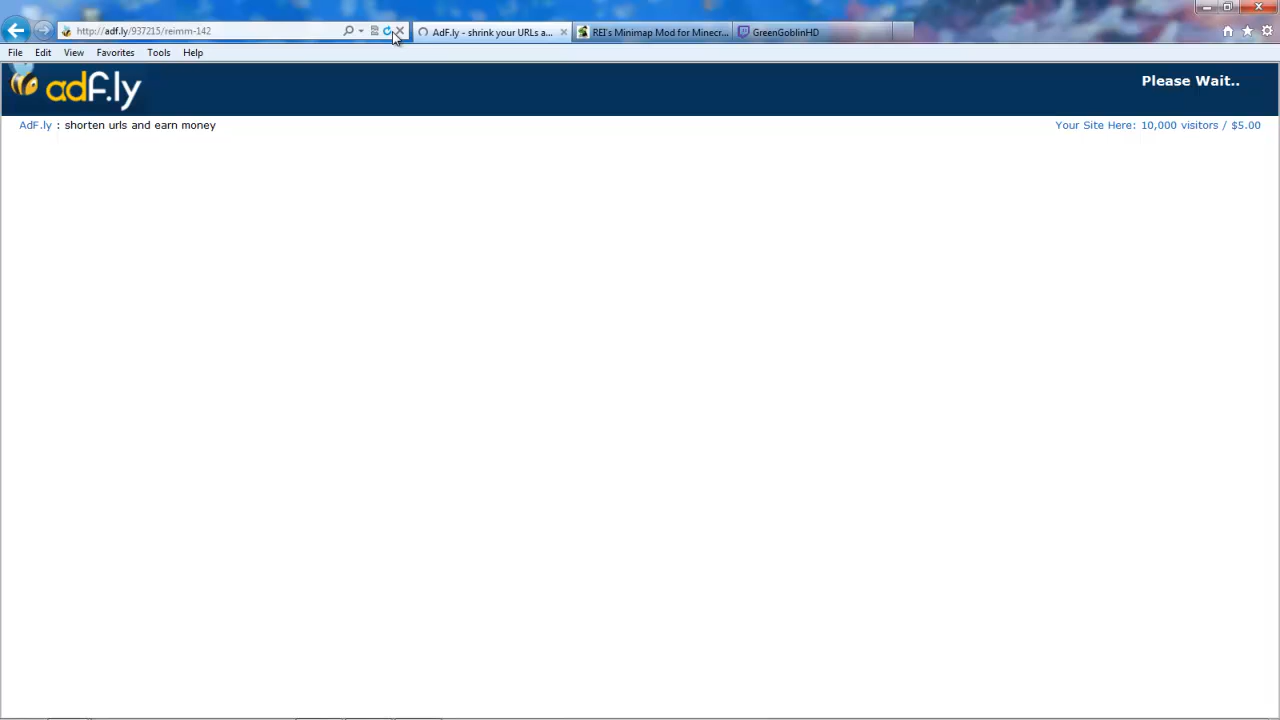 http://adf.ly/937215/reimm-142
AdF.ly - shrink your URLs a...
REI's Minimap Mod for Minecr...
GreenGoblinHD
File Edit View Favorites Tools Help
adf.ly
Please Wait..
AdF.ly : shorten urls and earn money
Your Site Here: 10,000 visitors / $5.00